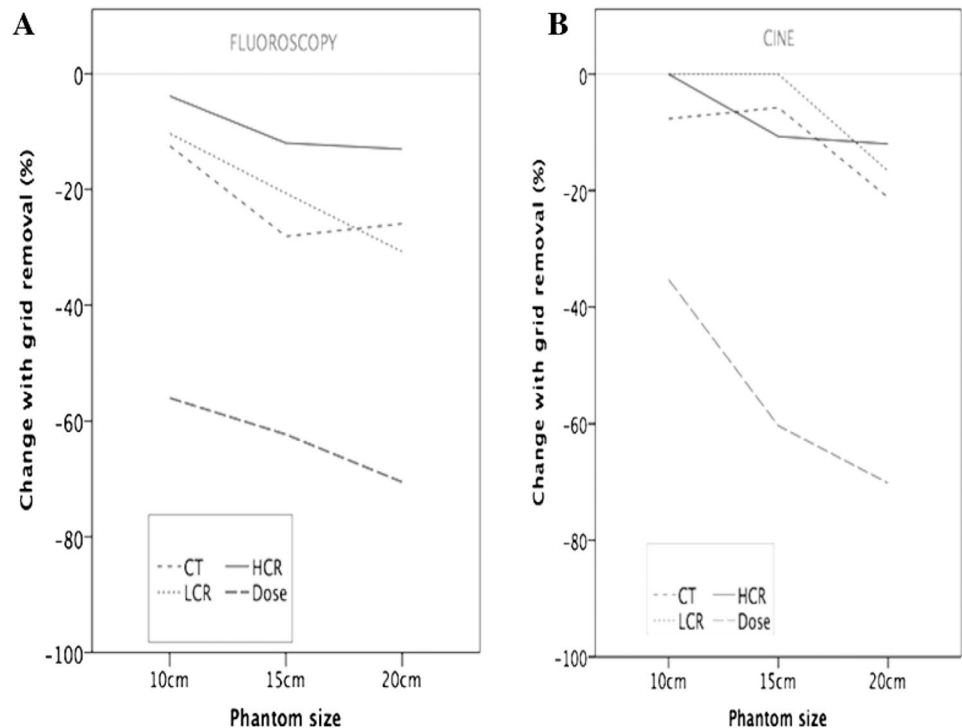 A
FLUOROSCOPY
Change with grid removal (%)
0
-20
-40
-60
-80
-100
CT
HCR
LCR
Dose
10cm
15cm
20cm
Phantom size
B
CINE
Change with grid removal (%)
0
-20
-40
-60
-80
-100
CT
HCR
LCR
Dose
10cm
15cm
20cm
Phantom size